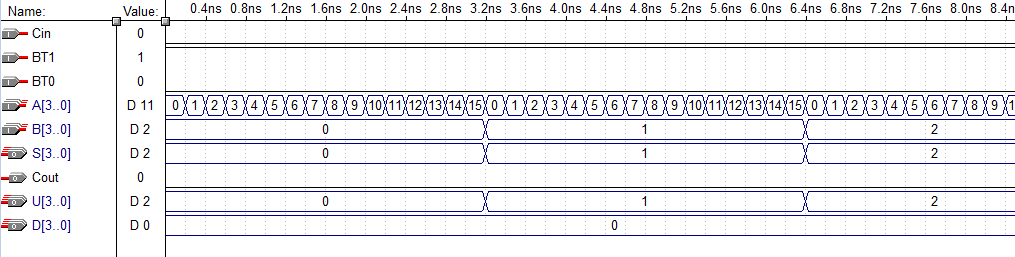 Name: Value: 0.4ns 0.8ns 1.2ns 1.6ns 2.0ns 2.4ns 2.8ns 3.2ns 3.6ns 4.0ns 4.4ns 4.8ns 5.2ns 5.6ns 6.0ns 6.4ns 6.8ns 7.2ns 7.6ns 8.0ns 8.4n
I Cin 0
I BT1 1
I BT0 0
I A[3..0] D 11 0 1 2 3 4 5 6 7 8 9 10 11 12 13 14 15 0 1 2 3 4 5 6 7 8 9 10 11 12 13 14 15 0 1 2 3 4 5 6 7 8 9 1
I B[3..0] D 2 0 1 2
O S[3..0] D 2 0 1 2
O Cout 0
O U[3..0] D 2 0 1 2
O D[3..0] D 0 0